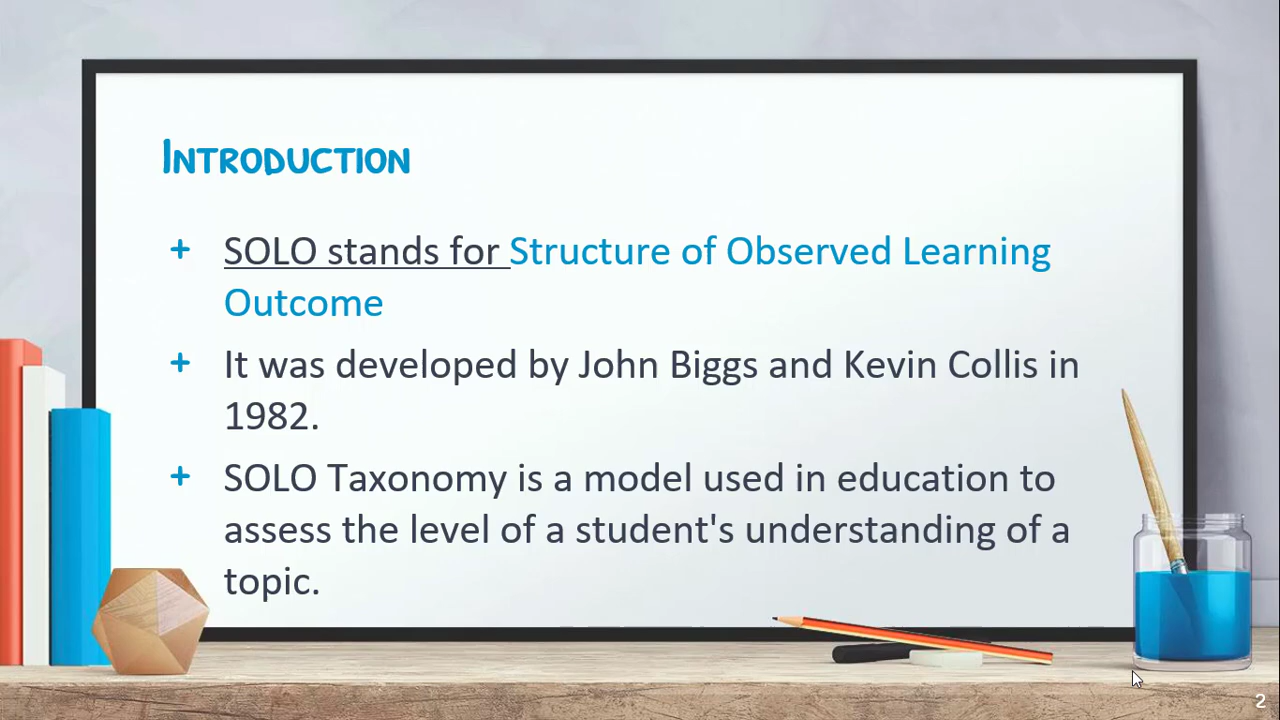 INTRODUCTION
+ SOLO stands for Structure of Observed Learning
Outcome
+ It was developed by John Biggs and Kevin Collis in
1982.
+ SOLO Taxonomy is a model used in education to
assess the level of a student's understanding of a
topic.
2